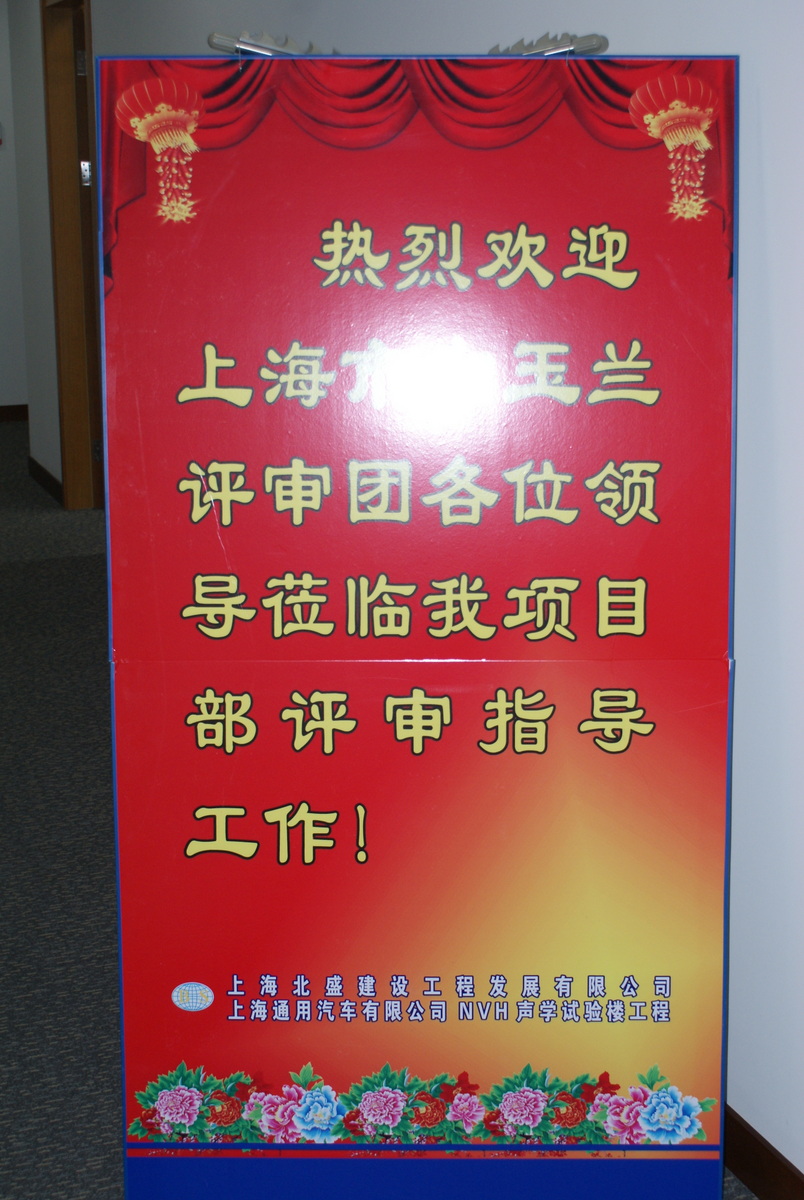 热烈欢迎
上海市 玉兰
评审团各位领
导莅临我项目
部评审指导
工作!
上海北盛建设工程发展有限公司
上海通用汽车有限公司NVH声学试验楼工程